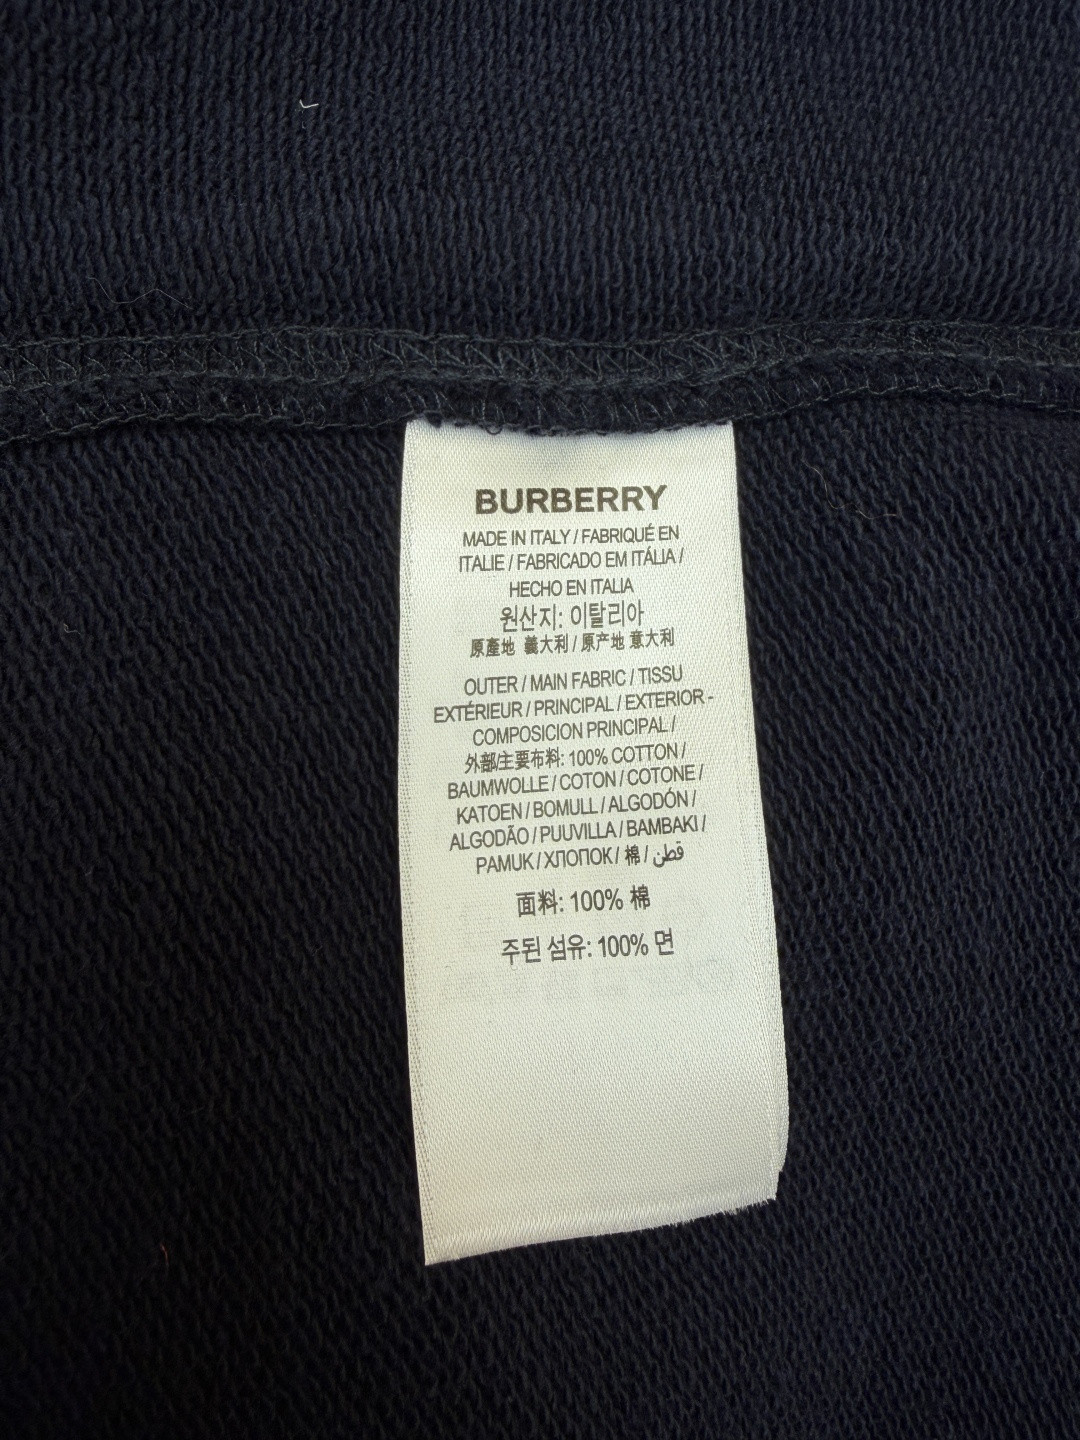 BURBERRY
MADE IN ITALY / FABRIQUÉ EN
ITALIE / FABRICADO EM ITÁLIA /
HECHO EN ITALIA
원산지: 이탈리아
原產地 義大利 / 原产地 意大利
OUTER / MAIN FABRIC / TISSU
EXTÉRIEUR / PRINCIPAL / EXTERIOR -
COMPOSICION PRINCIPAL /
外部/主要布料: 100% COTTON /
BAUMWOLLE / COTON / COTONE /
KATOEN / BOMULL / ALGODÓN /
ALGODÃO / PUUVILLA / BAMBAKI /
PAMUK / ХЛОПОК / 棉 / قطن
面料: 100% 棉
주된 섬유: 100% 면